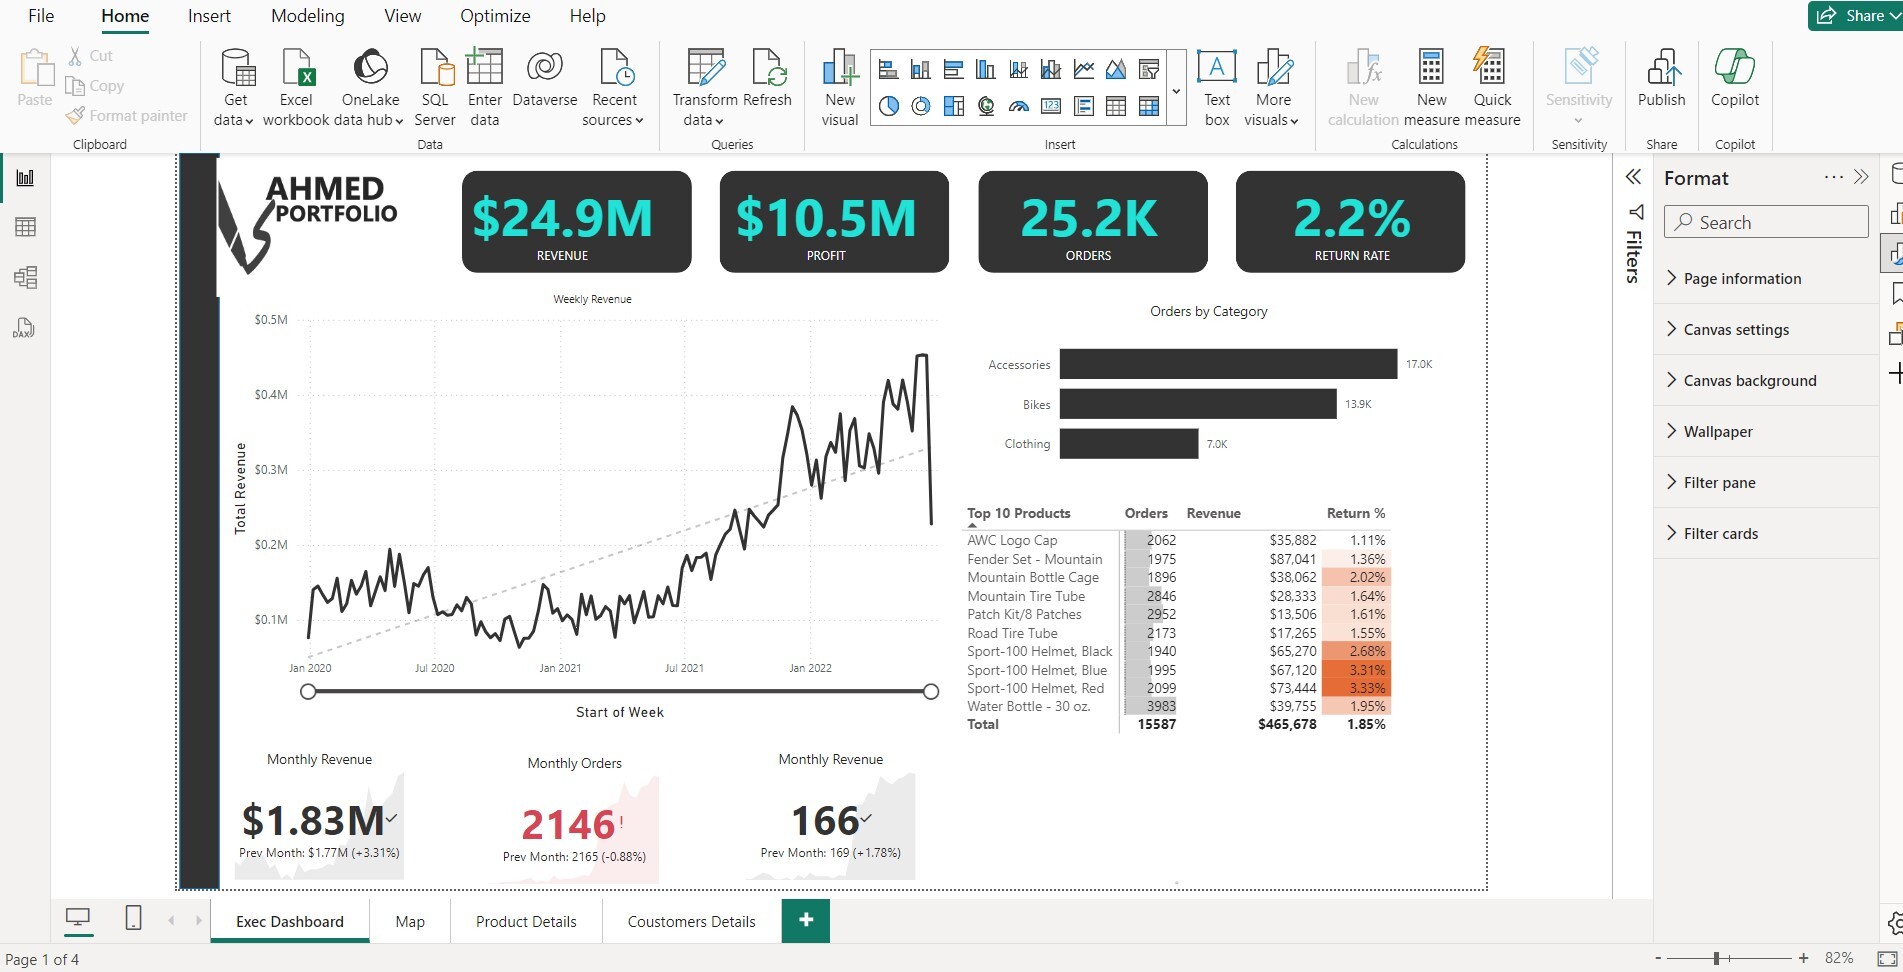 File Home Insert Modeling View Optimize Help Share
Paste
Cut
Copy
Format painter
Clipboard
Get data
Excel workbook
OneLake data hub
SQL Server
Enter data
Dataverse
Recent sources
Data
Transform data
Refresh
Queries
New visual
123
A
Text box
More visuals
Insert
New calculation
New measure
Quick measure
Calculations
Sensitivity
Sensitivity
Publish
Share
Copilot
Copilot
DAX
AHMED
PORTFOLIO
$24.9M
REVENUE
$10.5M
PROFIT
25.2K
ORDERS
2.2%
RETURN RATE
Weekly Revenue
Total Revenue
$0.5M
$0.4M
$0.3M
$0.2M
$0.1M
Jan 2020 Jul 2020 Jan 2021 Jul 2021 Jan 2022
Start of Week
Orders by Category
Accessories 17.0K
Bikes 13.9K
Clothing 7.0K
Top 10 Products Orders Revenue Return %
AWC Logo Cap 2062 $35,882 1.11%
Fender Set - Mountain 1975 $87,041 1.36%
Mountain Bottle Cage 1896 $38,062 2.02%
Mountain Tire Tube 2846 $28,333 1.64%
Patch Kit/8 Patches 2952 $13,506 1.61%
Road Tire Tube 2173 $17,265 1.55%
Sport-100 Helmet, Black 1940 $65,270 2.68%
Sport-100 Helmet, Blue 1995 $67,120 3.31%
Sport-100 Helmet, Red 2099 $73,444 3.33%
Water Bottle - 30 oz. 3983 $39,755 1.95%
Total 15587 $465,678 1.85%
Monthly Revenue
$1.83M
Prev Month: $1.77M (+3.31%)
Monthly Orders
2146!
Prev Month: 2165 (-0.88%)
Monthly Revenue
166
Prev Month: 169 (+1.78%)
Filters
Format
Search
Page information
Canvas settings
Canvas background
Wallpaper
Filter pane
Filter cards
Exec Dashboard Map Product Details Coustomers Details +
Page 1 of 4
- + 82%